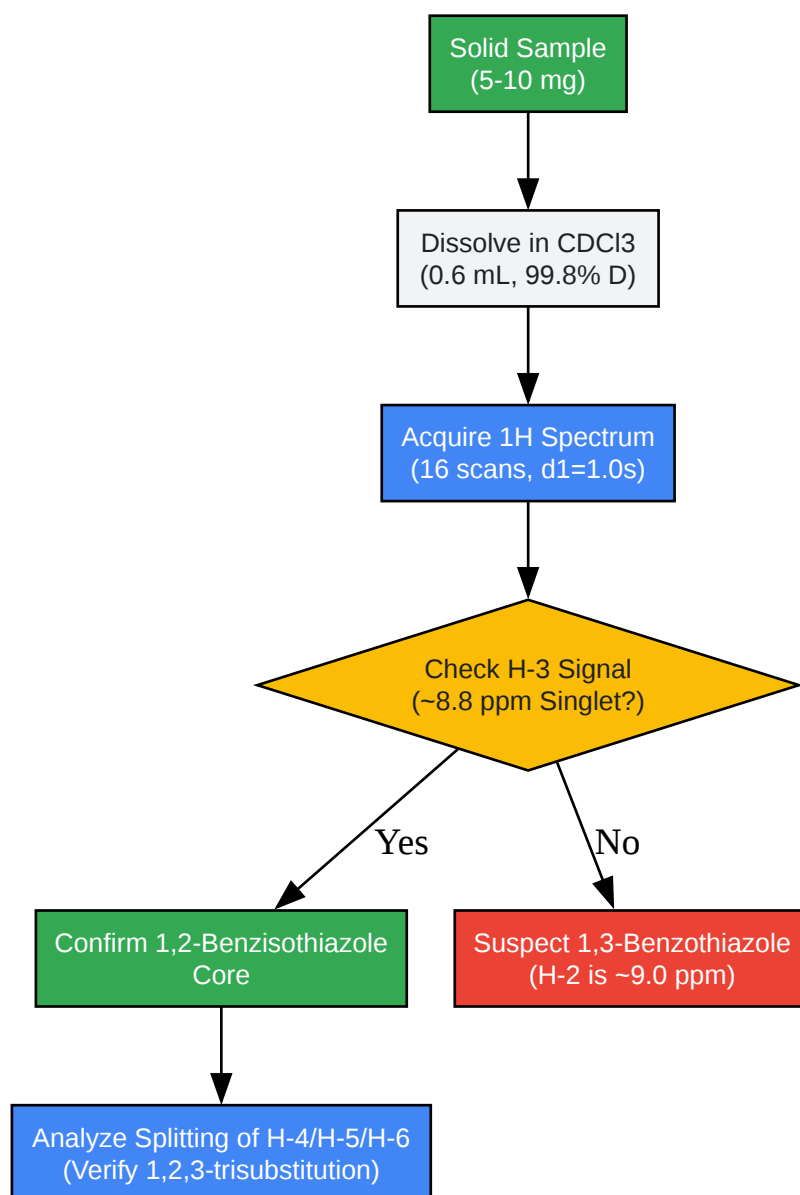 Solid Sample
(5-10 mg)
Dissolve in CDCl3
(0.6 mL, 99.8% D)
Acquire 1H Spectrum
(16 scans, d1=1.0s)
Check H-3 Signal
(~8.8 ppm Singlet?)
Yes
No
Confirm 1,2-Benzisothiazole
Core
Suspect 1,3-Benzothiazole
(H-2 is ~9.0 ppm)
Analyze Splitting of H-4/H-5/H-6
(Verify 1,2,3-trisubstitution)